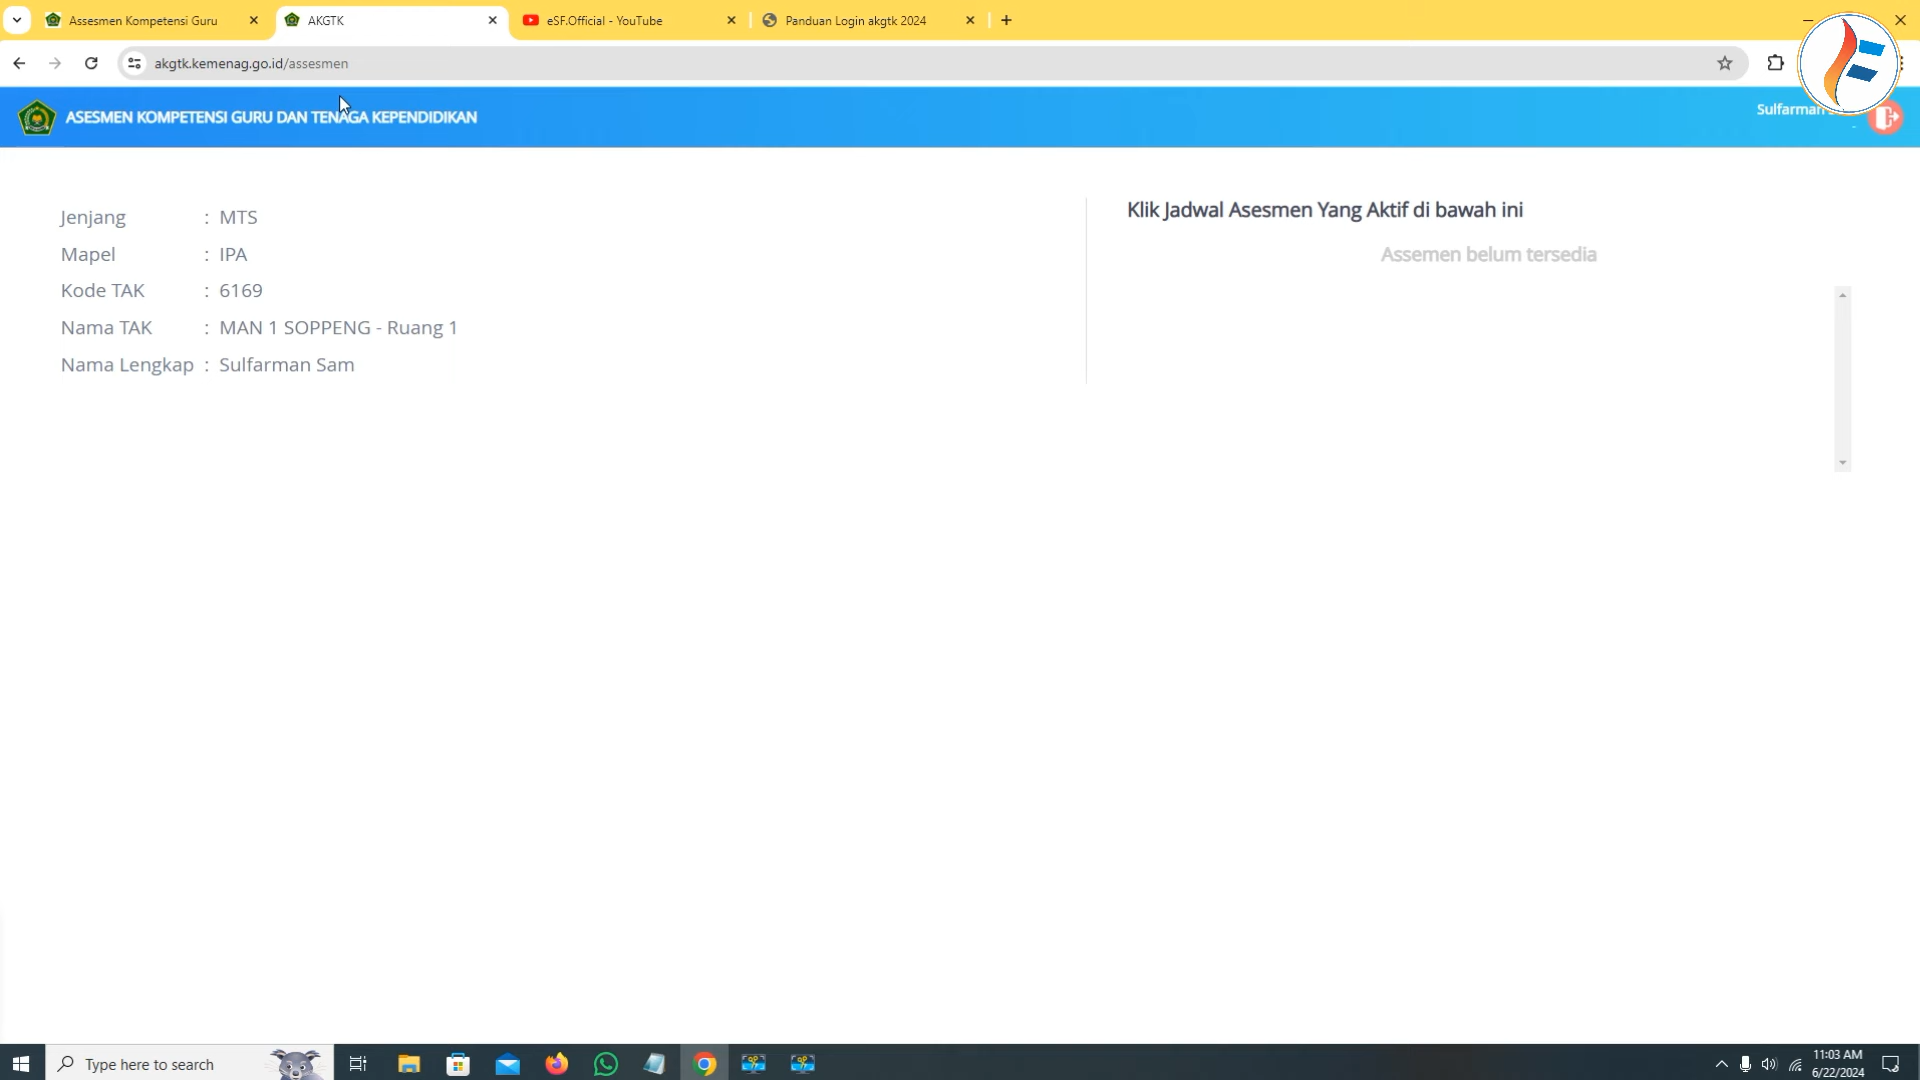 Assesmen Kompetensi Guru
AKGTK
eSF.Official - YouTube
Panduan Login akgtk 2024
akgtk.kemenag.go.id/assesmen
ASESMEN KOMPETENSI GURU DAN TENAGA KEPENDIDIKAN
Sulfarman
Jenjang : MTS
Mapel : IPA
Kode TAK : 6169
Nama TAK : MAN 1 SOPPENG - Ruang 1
Nama Lengkap : Sulfarman Sam
Klik Jadwal Asesmen Yang Aktif di bawah ini
Assemen belum tersedia
Type here to search
11:03 AM
6/22/2024